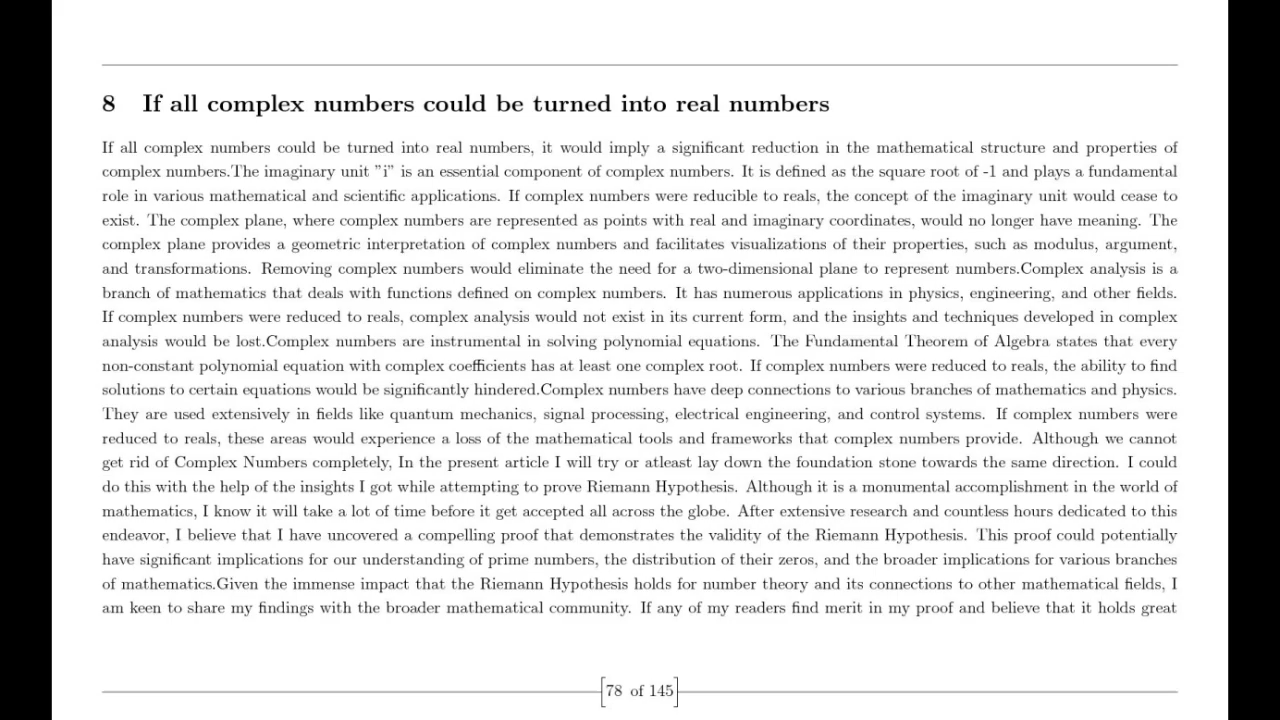 8 If all complex numbers could be turned into real numbers
If all complex numbers could be turned into real numbers, it would imply a significant reduction in the mathematical structure and properties of
complex numbers.The imaginary unit ”i” is an essential component of complex numbers. It is defined as the square root of -1 and plays a fundamental
role in various mathematical and scientific applications. If complex numbers were reducible to reals, the concept of the imaginary unit would cease to
exist. The complex plane, where complex numbers are represented as points with real and imaginary coordinates, would no longer have meaning. The
complex plane provides a geometric interpretation of complex numbers and facilitates visualizations of their properties, such as modulus, argument,
and transformations. Removing complex numbers would eliminate the need for a two-dimensional plane to represent numbers.Complex analysis is a
branch of mathematics that deals with functions defined on complex numbers. It has numerous applications in physics, engineering, and other fields.
If complex numbers were reduced to reals, complex analysis would not exist in its current form, and the insights and techniques developed in complex
analysis would be lost.Complex numbers are instrumental in solving polynomial equations. The Fundamental Theorem of Algebra states that every
non-constant polynomial equation with complex coefficients has at least one complex root. If complex numbers were reduced to reals, the ability to find
solutions to certain equations would be significantly hindered.Complex numbers have deep connections to various branches of mathematics and physics.
They are used extensively in fields like quantum mechanics, signal processing, electrical engineering, and control systems. If complex numbers were
reduced to reals, these areas would experience a loss of the mathematical tools and frameworks that complex numbers provide. Although we cannot
get rid of Complex Numbers completely, In the present article I will try or atleast lay down the foundation stone towards the same direction. I could
do this with the help of the insights I got while attempting to prove Riemann Hypothesis. Although it is a monumental accomplishment in the world of
mathematics, I know it will take a lot of time before it get accepted all across the globe. After extensive research and countless hours dedicated to this
endeavor, I believe that I have uncovered a compelling proof that demonstrates the validity of the Riemann Hypothesis. This proof could potentially
have significant implications for our understanding of prime numbers, the distribution of their zeros, and the broader implications for various branches
of mathematics.Given the immense impact that the Riemann Hypothesis holds for number theory and its connections to other mathematical fields, I
am keen to share my findings with the broader mathematical community. If any of my readers find merit in my proof and believe that it holds great
78 of 145